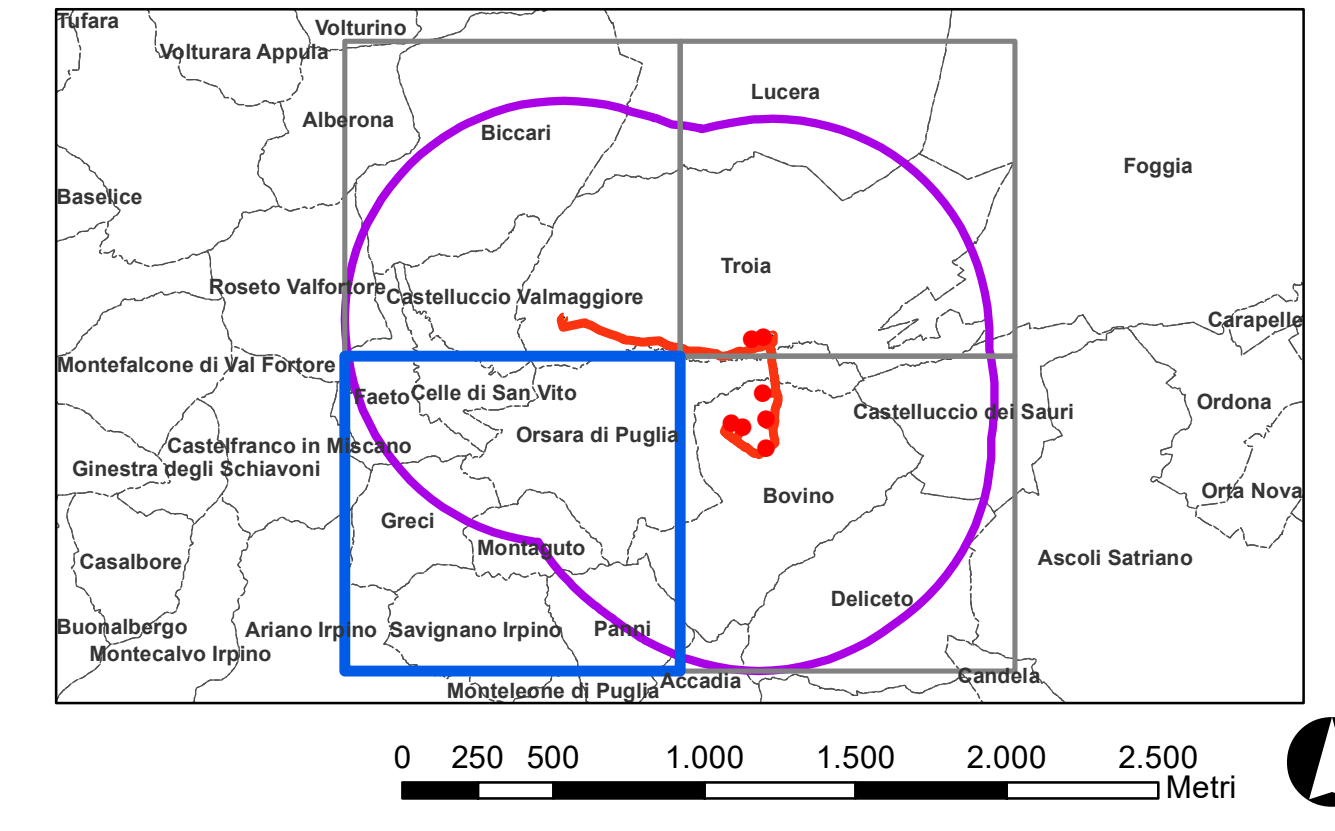 Tufara
Volturino
Volturara Appula
Lucera
Alberona
Biccari
Foggia
Baselice
Troia
Roseto Valfortore
Castelluccio Valmaggiore
Carapelle
Montefalcone di Val Fortore
Faeto
Celle di San Vito
Ordona
Castelluccio dei Sauri
Orsara di Puglia
Castelfranco in Miscano
Ginestra degli Schiavoni
Orta Nova
Bovino
Greci
Montaguto
Casalbore
Ascoli Satriano
Deliceto
Buonalbergo
Ariano Irpino
Savignano Irpino
Panni
Montecalvo Irpino
Candela
Accadia
Monteleone di Puglia
0 250 500 1.000 1.500 2.000 2.500
Metri